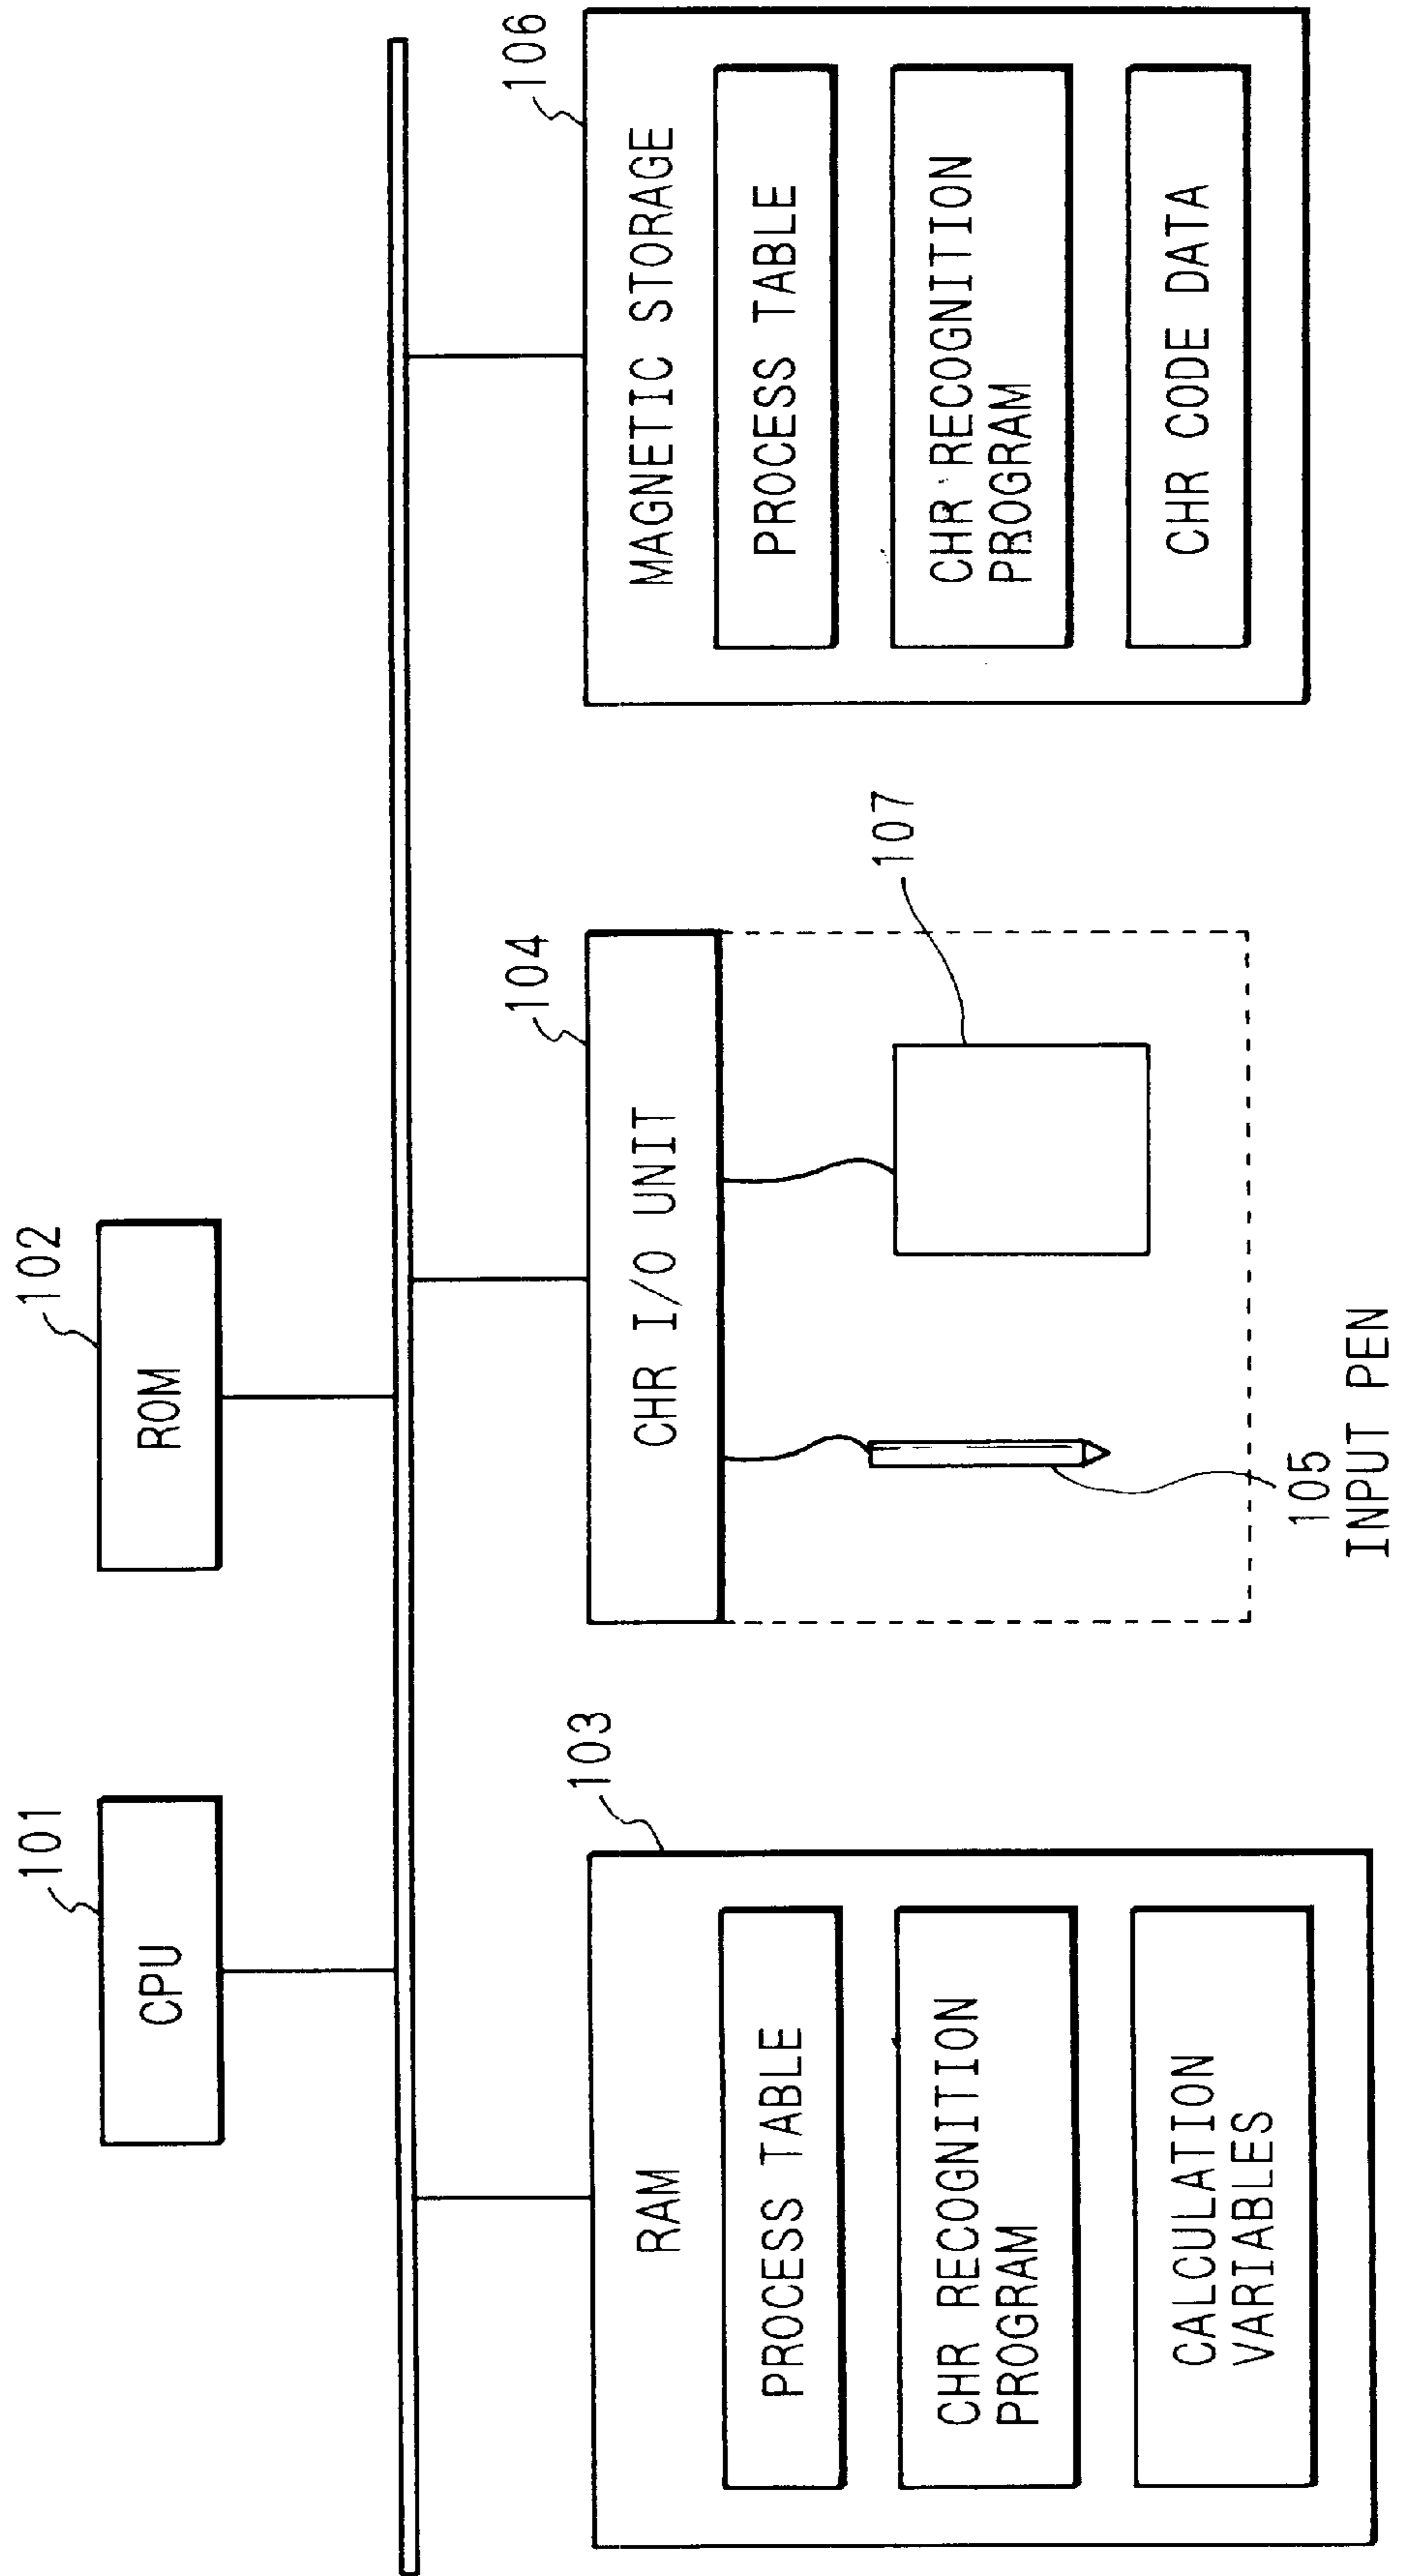 101
CPU
102
ROM
103
RAM
PROCESS TABLE
CHR RECOGNITION
PROGRAM
CALCULATION
VARIABLES
104
CHR I/O UNIT
107
105
INPUT PEN
106
MAGNETIC STORAGE
PROCESS TABLE
CHR RECOGNITION
PROGRAM
CHR CODE DATA